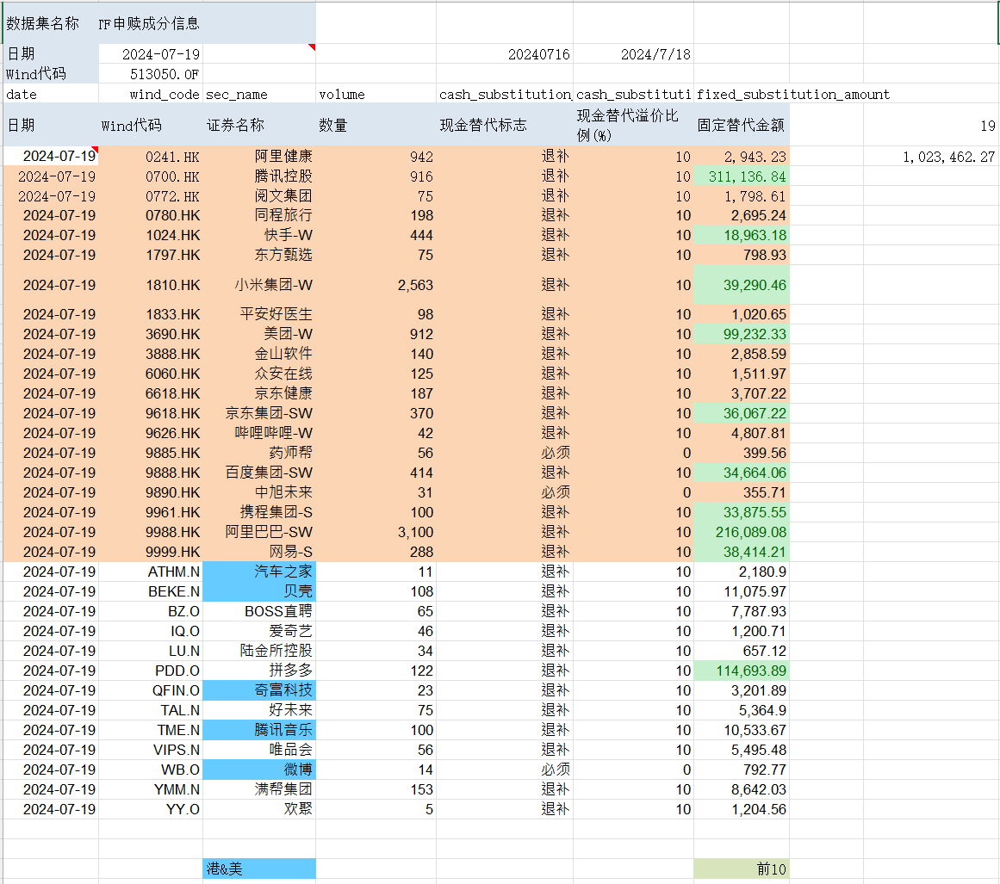 数据集名称 TF申赎成分信息
日期 2024-07-19 20240716 2024/7/18
Wind代码 513050.OF
date wind_code sec_name volume cash_substitution_ cash_substituti fixed_substitution_amount
日期 Wind代码 证券名称 数量 现金替代标志 现金替代溢价比例(%) 固定替代金额 19
2024-07-19 0241.HK 阿里健康 942 退补 10 2,943.23 1,023,462.27
2024-07-19 0700.HK 腾讯控股 916 退补 10 311,136.84
2024-07-19 0772.HK 阅文集团 75 退补 10 1,798.61
2024-07-19 0780.HK 同程旅行 198 退补 10 2,695.24
2024-07-19 1024.HK 快手-W 444 退补 10 18,963.18
2024-07-19 1797.HK 东方甄选 75 退补 10 798.93
2024-07-19 1810.HK 小米集团-W 2,563 退补 10 39,290.46
2024-07-19 1833.HK 平安好医生 98 退补 10 1,020.65
2024-07-19 3690.HK 美团-W 912 退补 10 99,232.33
2024-07-19 3888.HK 金山软件 140 退补 10 2,858.59
2024-07-19 6060.HK 众安在线 125 退补 10 1,511.97
2024-07-19 6618.HK 京东健康 187 退补 10 3,707.22
2024-07-19 9618.HK 京东集团-SW 370 退补 10 36,067.22
2024-07-19 9626.HK 哔哩哔哩-W 42 退补 10 4,807.81
2024-07-19 9885.HK 药师帮 56 必须 0 399.56
2024-07-19 9888.HK 百度集团-SW 414 退补 10 34,664.06
2024-07-19 9890.HK 中旭未来 31 必须 0 355.71
2024-07-19 9961.HK 携程集团-S 100 退补 10 33,875.55
2024-07-19 9988.HK 阿里巴巴-SW 3,100 退补 10 216,089.08
2024-07-19 9999.HK 网易-S 288 退补 10 38,414.21
2024-07-19 ATHM.N 汽车之家 11 退补 10 2,180.9
2024-07-19 BEKE.N 贝壳 108 退补 10 11,075.97
2024-07-19 BZ.O BOSS直聘 65 退补 10 7,787.93
2024-07-19 IQ.O 爱奇艺 46 退补 10 1,200.71
2024-07-19 LU.N 陆金所控股 34 退补 10 657.12
2024-07-19 PDD.O 拼多多 122 退补 10 114,693.89
2024-07-19 QFIN.O 奇富科技 23 退补 10 3,201.89
2024-07-19 TAL.N 好未来 75 退补 10 5,364.9
2024-07-19 TME.N 腾讯音乐 100 退补 10 10,533.67
2024-07-19 VIPS.N 唯品会 56 退补 10 5,495.48
2024-07-19 WB.O 微博 14 必须 0 792.77
2024-07-19 YMM.N 满帮集团 153 退补 10 8,642.03
2024-07-19 YY.O 欢聚 5 退补 10 1,204.56
港&美 前10